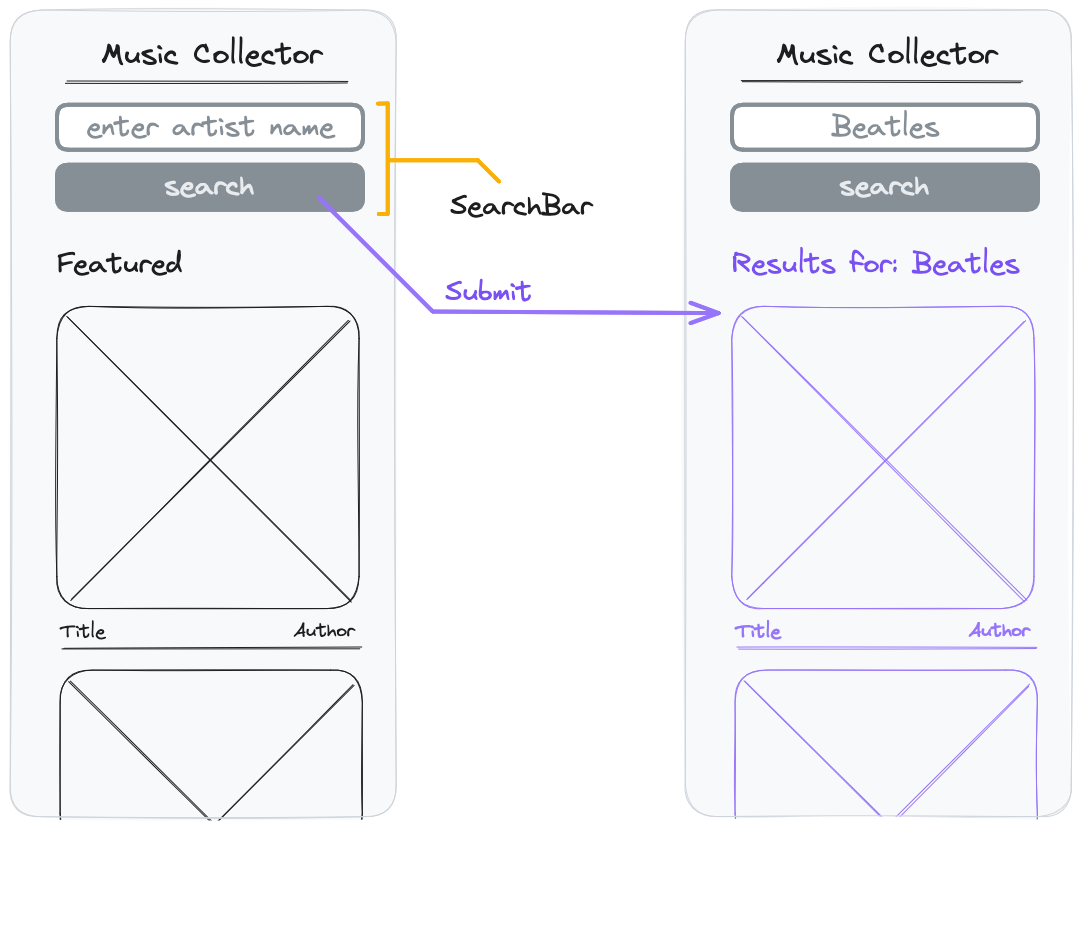 Music Collector
enter artist name
search
SearchBar
Featured
Submit
Title
Author
Music Collector
Beatles
search
Results for: Beatles
Title
Author